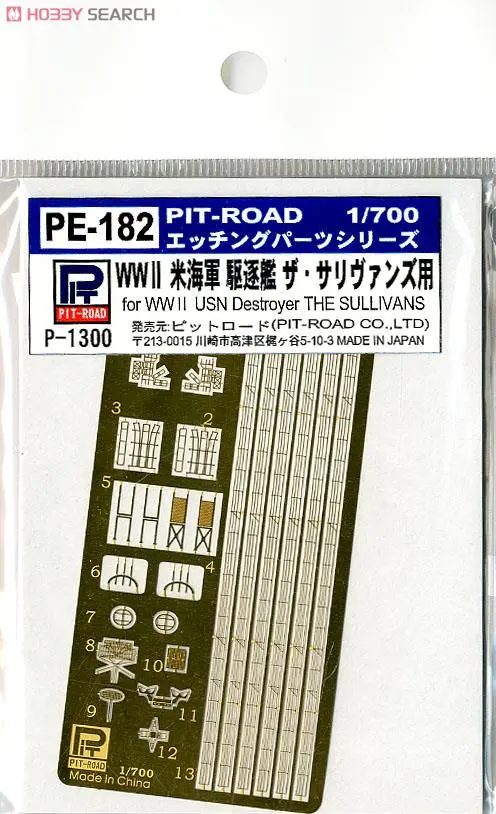 HOBBY SEARCH
PE-182
PIT-ROAD 1/700
エッチングパーツシリーズ
PIT
PIT-ROAD
P-1300
WWⅡ 米海軍 駆逐艦 ザ・サリヴァンズ用
for WWⅡ USN Destroyer THE SULLIVANS
発売元:ピットロード(PIT-ROAD CO.,LTD)
〒213-0015 川崎市高津区梶ヶ谷5-10-3 MADE IN JAPAN
3
2
5
6
4
7
8
10
9
11
12
13
PIT
PIT-ROAD
1/700
Made in China